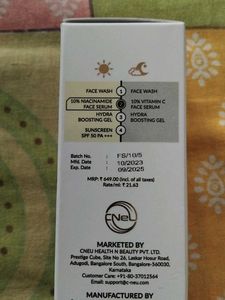 1
FACE WASH
FACE WASH
2
10% NIACINAMIDE
FACE SERUM
10% VITAMIN C
FACE SERUM
3
HYDRA
BOOSTING GEL
HYDRA
BOOSTING GEL
4
SUNSCREEN
SPF 50 PA +++
Batch No. : FS/10/5
Mfd. Date : 10/2023
Exp. Date : 09/2025
MRP: ₹ 649.00 (Incl. of all taxes)
Rate/ml: ₹ 21.63
CNeU
MARKETED BY
CNEU HEALTH N BEAUTY PVT. LTD.
Prestige Cube, Site No 26, Laskar Hosur Road,
Adugodi, Bangalore South, Bangalore-560030,
Karnataka
Customer Care: +91-80-37012564
Email: support@c-neu.com
MANUFACTURED BY